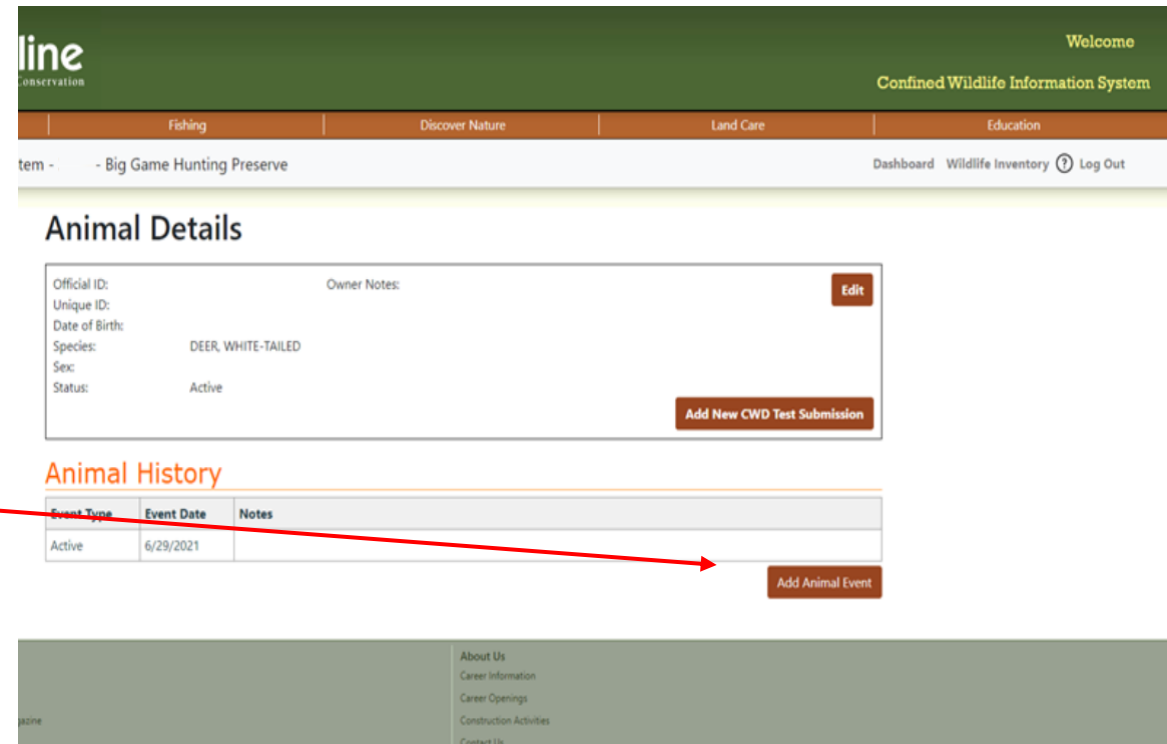 line
Conservation
Welcome
Confined Wildlife Information System
Fishing
Discover Nature
Land Care
Education
tem - - Big Game Hunting Preserve
Dashboard Wildlife Inventory ? Log Out
Animal Details
Official ID:
Owner Notes:
Edit
Unique ID:
Date of Birth:
Species: DEER, WHITE-TAILED
Sex:
Status: Active
Add New CWD Test Submission
Animal History
Event Type Event Date Notes
Active 6/29/2021
Add Animal Event
About Us
Career Information
Career Openings
gazine
Construction Activities
Contact Us